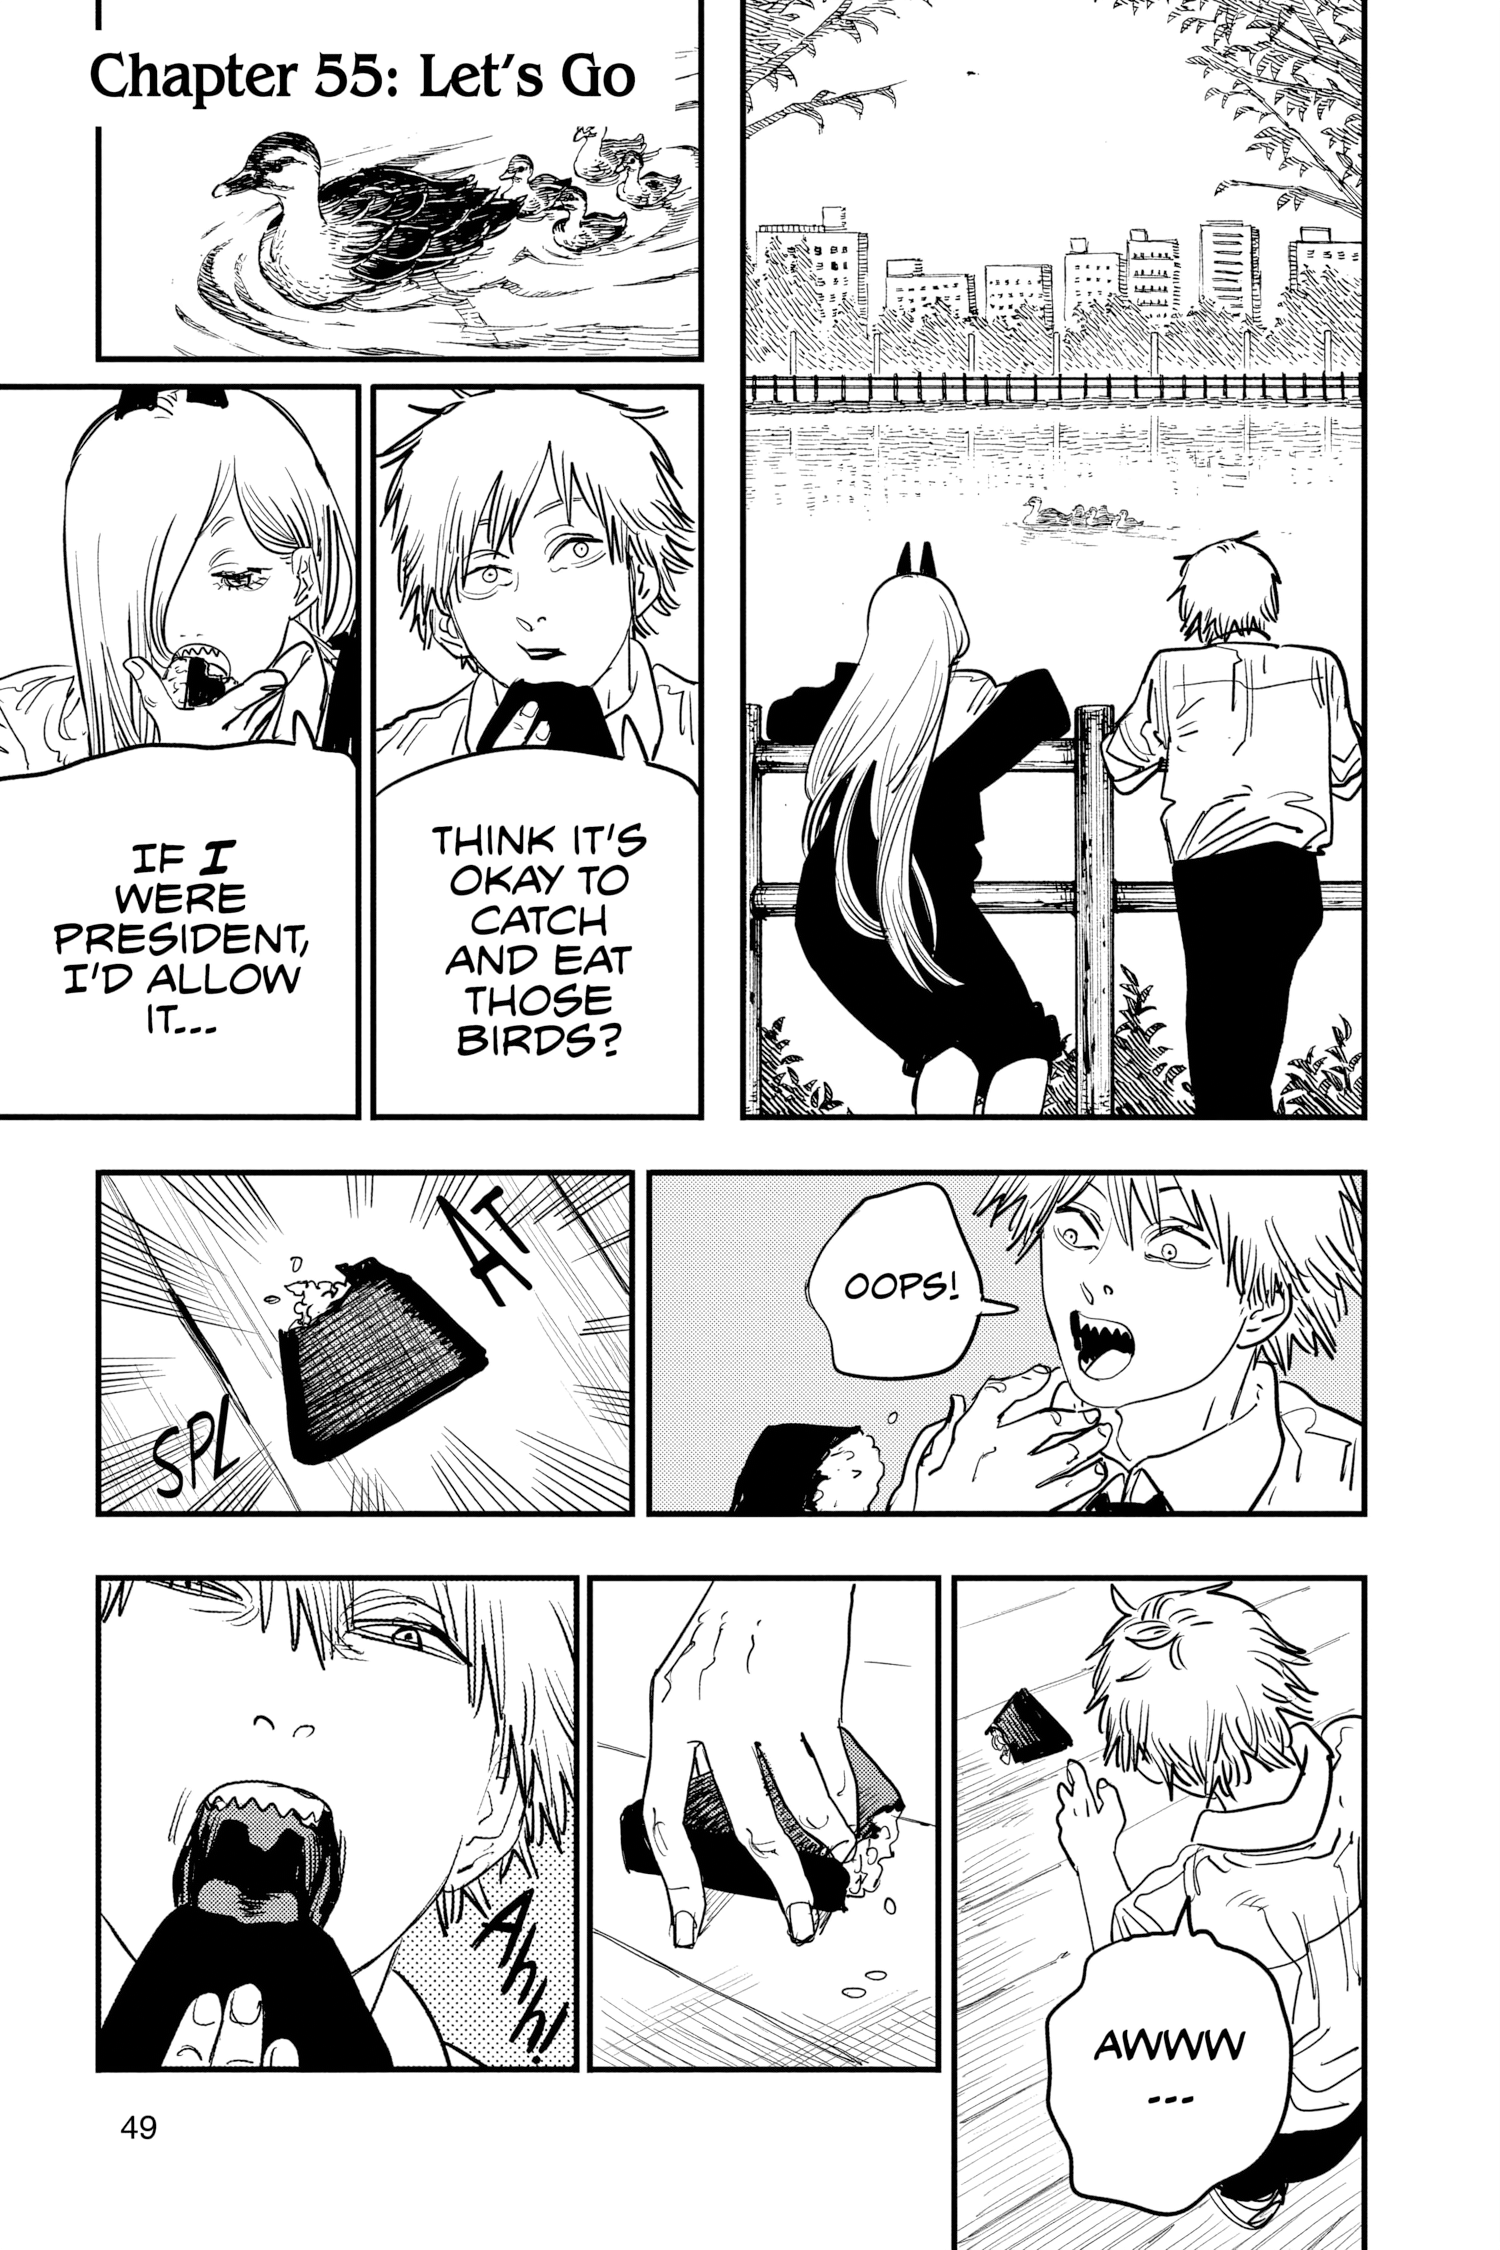 Chapter 55: Let's Go
THINK IT'S
OKAY TO
CATCH
AND EAT
THOSE
BIRDS?
IF I
WERE
PRESIDENT,
I'D ALLOW
IT...
OOPS!
SPL
AT
AWWW
...
Ahh!
49